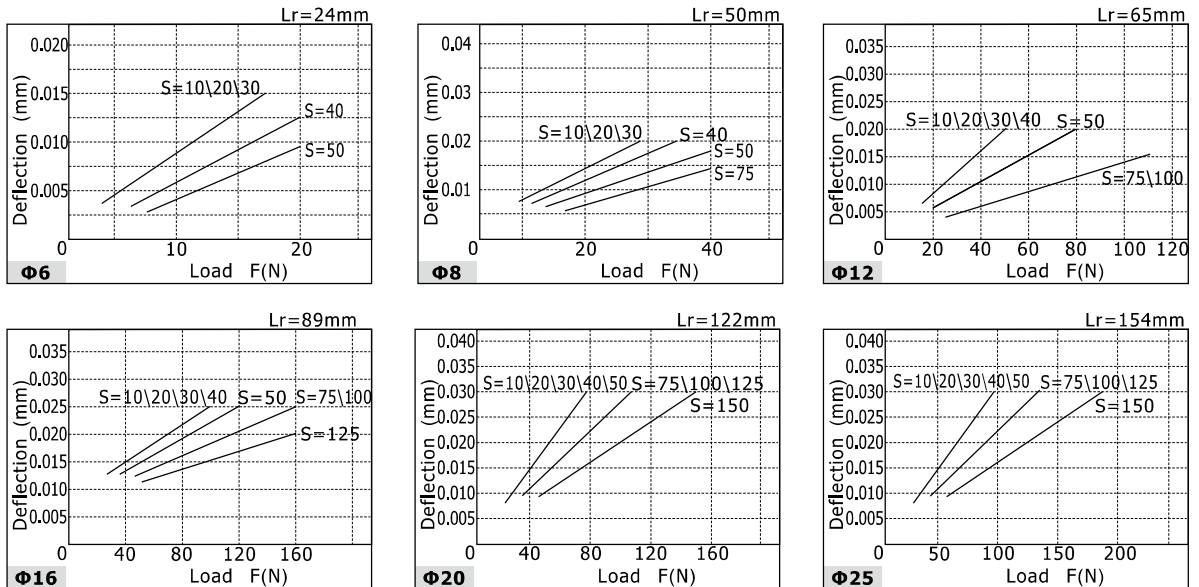 Lr=24mm
Deflection (mm)
0.020
0.015
0.010
0.005
S=10\20\30
S=40
S=50
0 10 20
Φ6
Load F(N)
Lr=50mm
Deflection (mm)
0.04
0.03
0.02
0.01
S=10\20\30
S=40
S=50
S=75
0 20 40
Φ8
Load F(N)
Lr=65mm
Deflection (mm)
0.035
0.030
0.025
0.020
0.015
0.010
0.005
S=10\20\30\40
S=50
S=75\100
0 20 40 60 80 100 120
Φ12
Load F(N)
Lr=89mm
Deflection (mm)
0.035
0.030
0.025
0.020
0.015
0.010
0.005
S=10\20\30\40
S=50
S=75\100
S=125
0 40 80 120 160
Φ16
Load F(N)
Lr=122mm
Deflection (mm)
0.040
0.035
0.030
0.025
0.020
0.015
0.010
0.005
S=10\20\30\40\50
S=75\100\125
S=150
0 40 80 120 160
Φ20
Load F(N)
Lr=154mm
Deflection (mm)
0.040
0.035
0.030
0.025
0.020
0.015
0.010
0.005
S=10\20\30\40\50
S=75\100\125
S=150
0 50 100 150 200
Φ25
Load F(N)